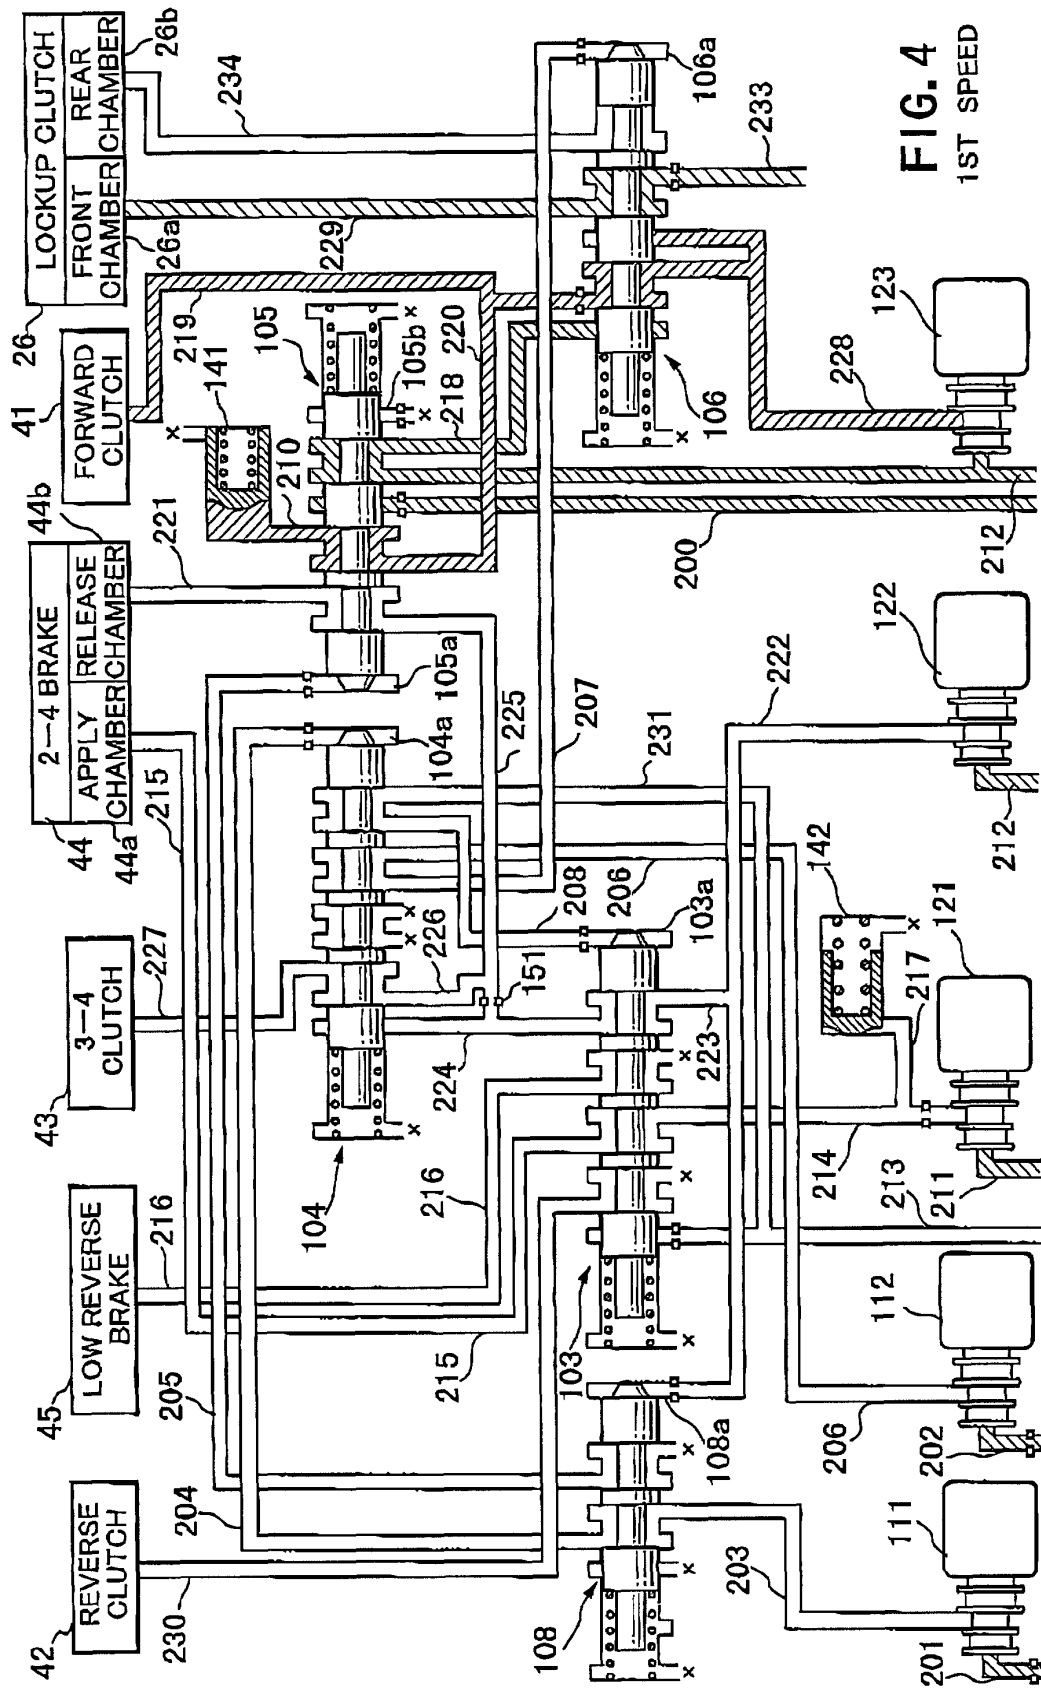 FIG. 4
1ST SPEED
REVERSE
CLUTCH
42
LOW REVERSE
BRAKE
45
3–4
CLUTCH
43
2–4 BRAKE
APPLY
CHAMBER
RELEASE
CHAMBER
44
44a
44b
FORWARD
CLUTCH
41
LOCKUP CLUTCH
FRONT
CHAMBER
REAR
CHAMBER
26
26a
26b
230
204
205
216
215
227
215
221
210
141
219
229
234
105
105b
220
218
105a
104a
104
226
225
207
231
208
206
103a
151
224
223
216
215
103
108
108a
106
106a
233
228
200
212
222
212
142
217
214
211
213
206
202
203
201
111
112
121
122
123